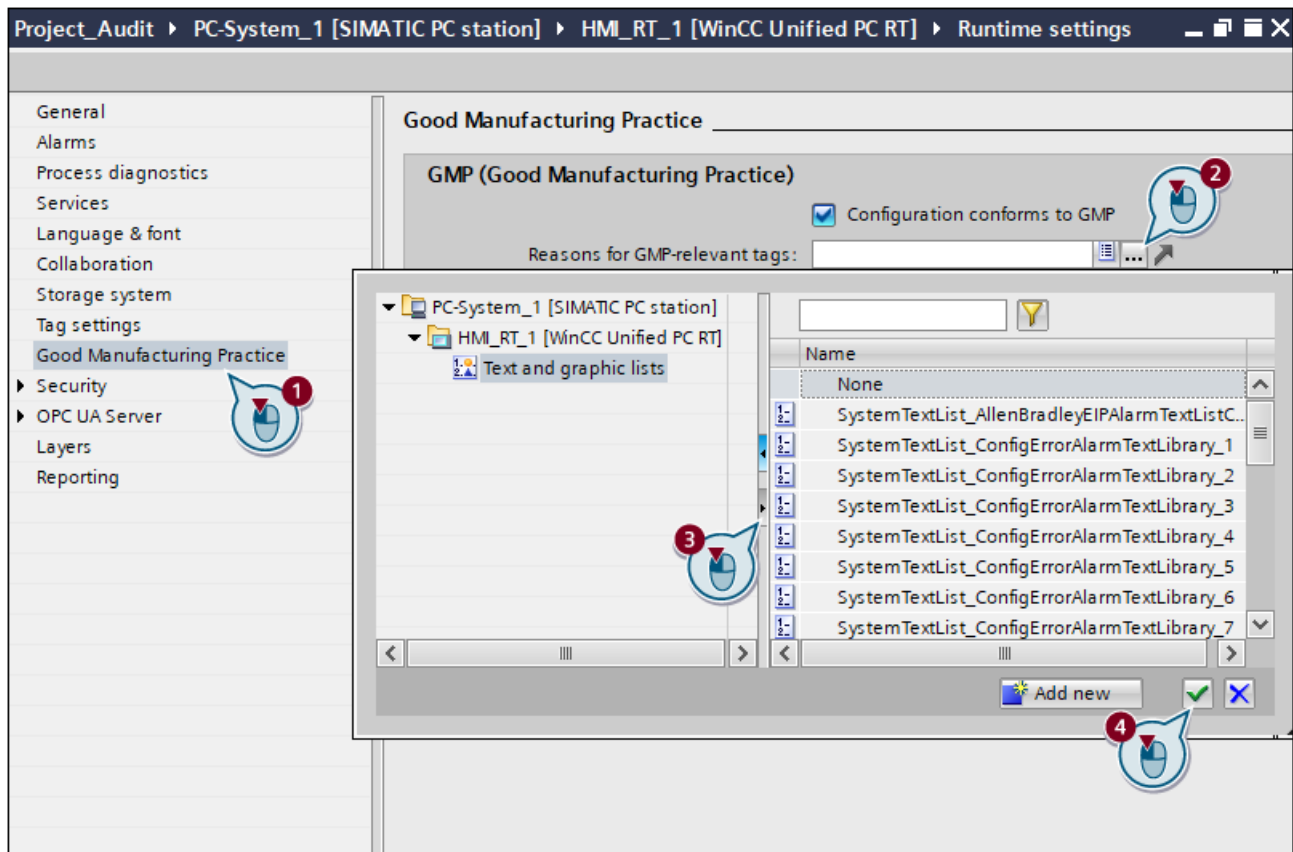 Project_Audit ▸ PC-System_1 [SIMATIC PC station] ▸ HMI_RT_1 [WinCC Unified PC RT] ▸ Runtime settings
General
Alarms
Process diagnostics
Services
Language & font
Collaboration
Storage system
Tag settings
Good Manufacturing Practice
Security
OPC UA Server
Layers
Reporting
1
Good Manufacturing Practice
GMP (Good Manufacturing Practice)
2
Configuration conforms to GMP
Reasons for GMP-relevant tags:
...
PC-System_1 [SIMATIC PC station]
HMI_RT_1 [WinCC Unified PC RT]
Text and graphic lists
3
Name
None
SystemTextList_AllenBradleyEIPAlarmTextListC..
SystemTextList_ConfigErrorAlarmTextLibrary_1
SystemTextList_ConfigErrorAlarmTextLibrary_2
SystemTextList_ConfigErrorAlarmTextLibrary_3
SystemTextList_ConfigErrorAlarmTextLibrary_4
SystemTextList_ConfigErrorAlarmTextLibrary_5
SystemTextList_ConfigErrorAlarmTextLibrary_6
SystemTextList_ConfigErrorAlarmTextLibrary_7
Add new
4